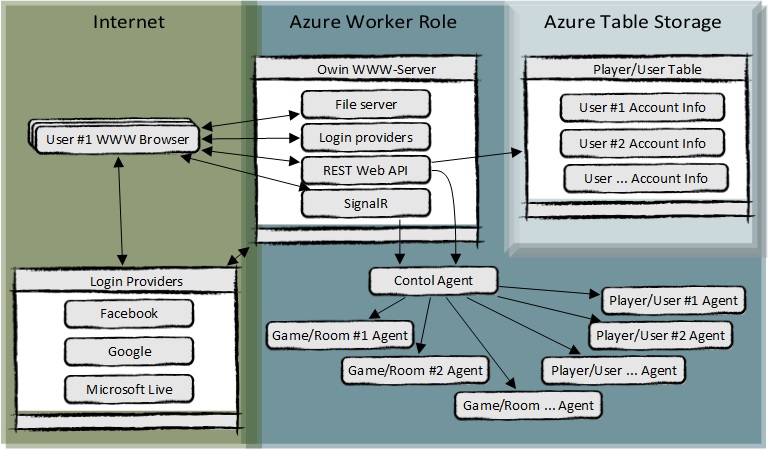 Internet
Azure Worker Role
Azure Table Storage
Owin WWW-Server
File server
Login providers
REST Web API
SignalR
Player/User Table
User #1 Account Info
User #2 Account Info
User ... Account Info
User #1 WWW Browser
Login Providers
Facebook
Google
Microsoft Live
Contol Agent
Game/Room #1 Agent
Game/Room #2 Agent
Game/Room ... Agent
Player/User #1 Agent
Player/User #2 Agent
Player/User ... Agent